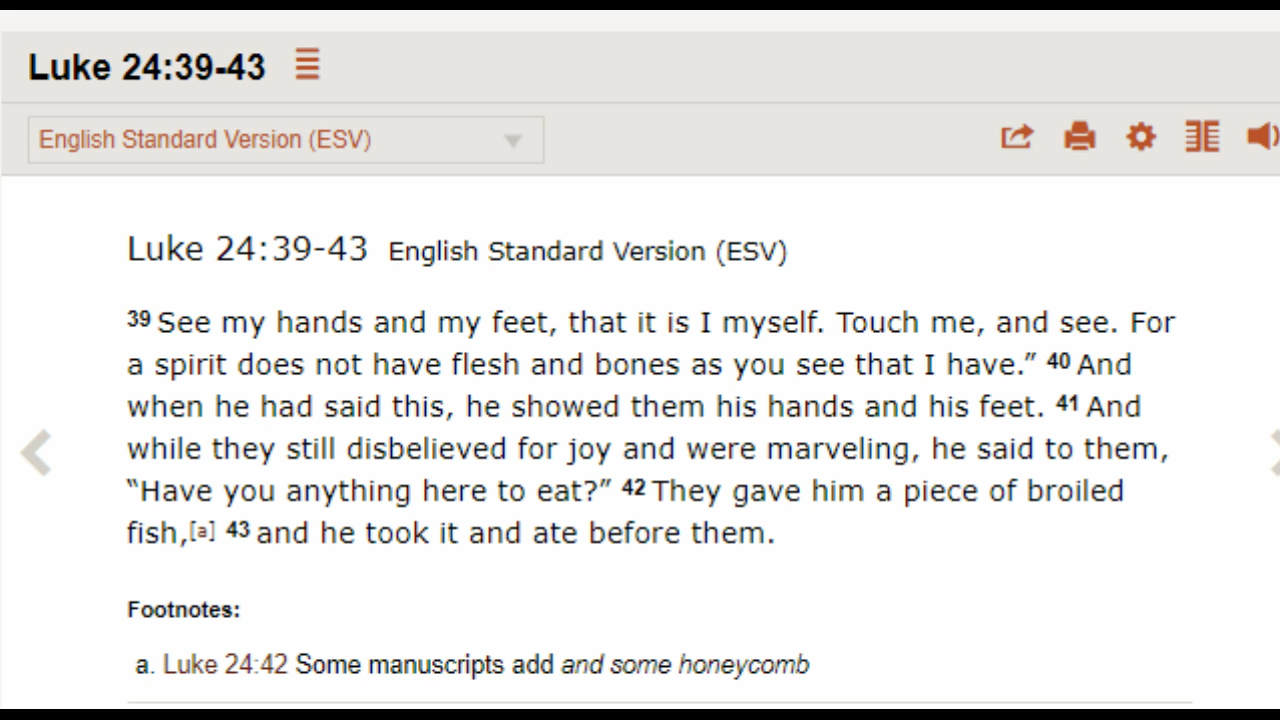 Luke 24:39-43
English Standard Version (ESV)
Luke 24:39-43 English Standard Version (ESV)
39 See my hands and my feet, that it is I myself. Touch me, and see. For
a spirit does not have flesh and bones as you see that I have.” 40 And
when he had said this, he showed them his hands and his feet. 41 And
while they still disbelieved for joy and were marveling, he said to them,
“Have you anything here to eat?” 42 They gave him a piece of broiled
fish,[a] 43 and he took it and ate before them.
Footnotes:
a. Luke 24:42 Some manuscripts add and some honeycomb